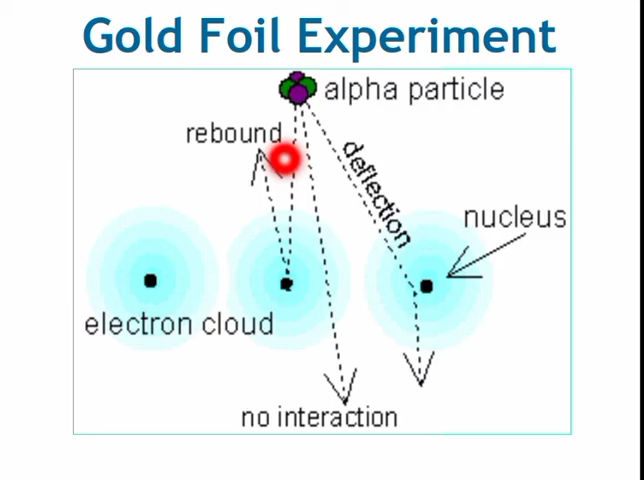 Gold Foil Experiment
alpha particle
rebound
deflection
nucleus
electron cloud
no interaction